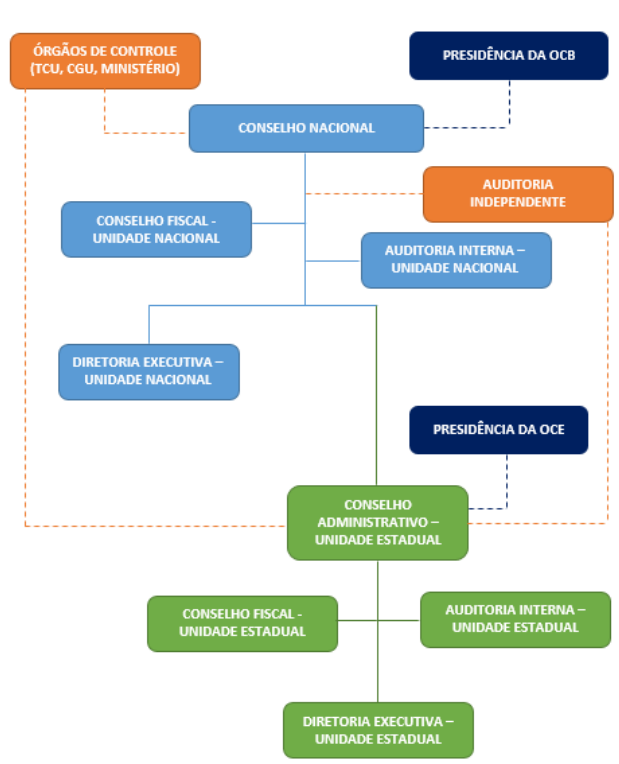 ÓRGÃOS DE CONTROLE
(TCU, CGU, MINISTÉRIO)
PRESIDÊNCIA DA OCB
CONSELHO NACIONAL
AUDITORIA
INDEPENDENTE
CONSELHO FISCAL -
UNIDADE NACIONAL
AUDITORIA INTERNA –
UNIDADE NACIONAL
DIRETORIA EXECUTIVA –
UNIDADE NACIONAL
PRESIDÊNCIA DA OCE
CONSELHO
ADMINISTRATIVO –
UNIDADE ESTADUAL
CONSELHO FISCAL -
UNIDADE ESTADUAL
AUDITORIA INTERNA –
UNIDADE ESTADUAL
DIRETORIA EXECUTIVA –
UNIDADE ESTADUAL